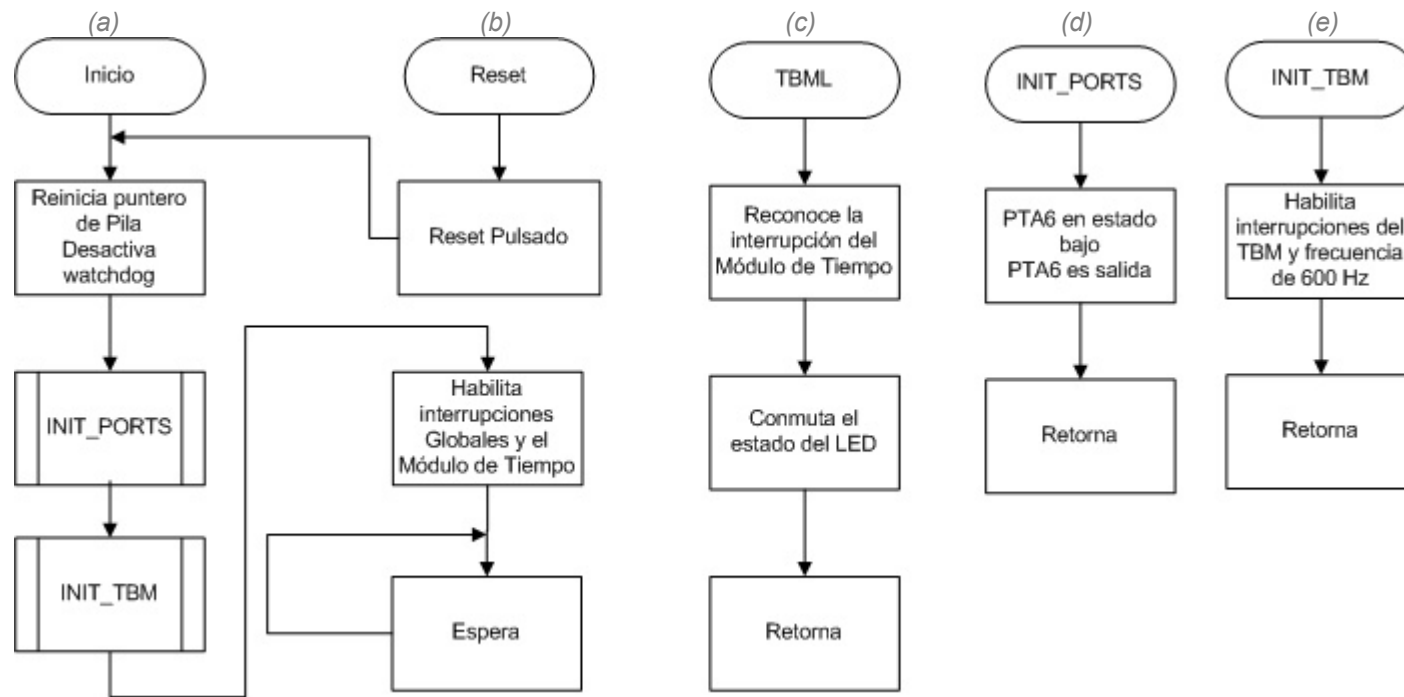 (a)
Inicio
Reinicia puntero
de Pila
Desactiva
watchdog
INIT_PORTS
INIT_TBM
(b)
Reset
Reset Pulsado
Habilita
interrupciones
Globales y el
Módulo de Tiempo
Espera
(c)
TBML
Reconoce la
interrupción del
Módulo de Tiempo
Conmuta el
estado del LED
Retorna
(d)
INIT_PORTS
PTA6 en estado
bajo
PTA6 es salida
Retorna
(e)
INIT_TBM
Habilita
interrupciones del
TBM y frecuencia
de 600 Hz
Retorna